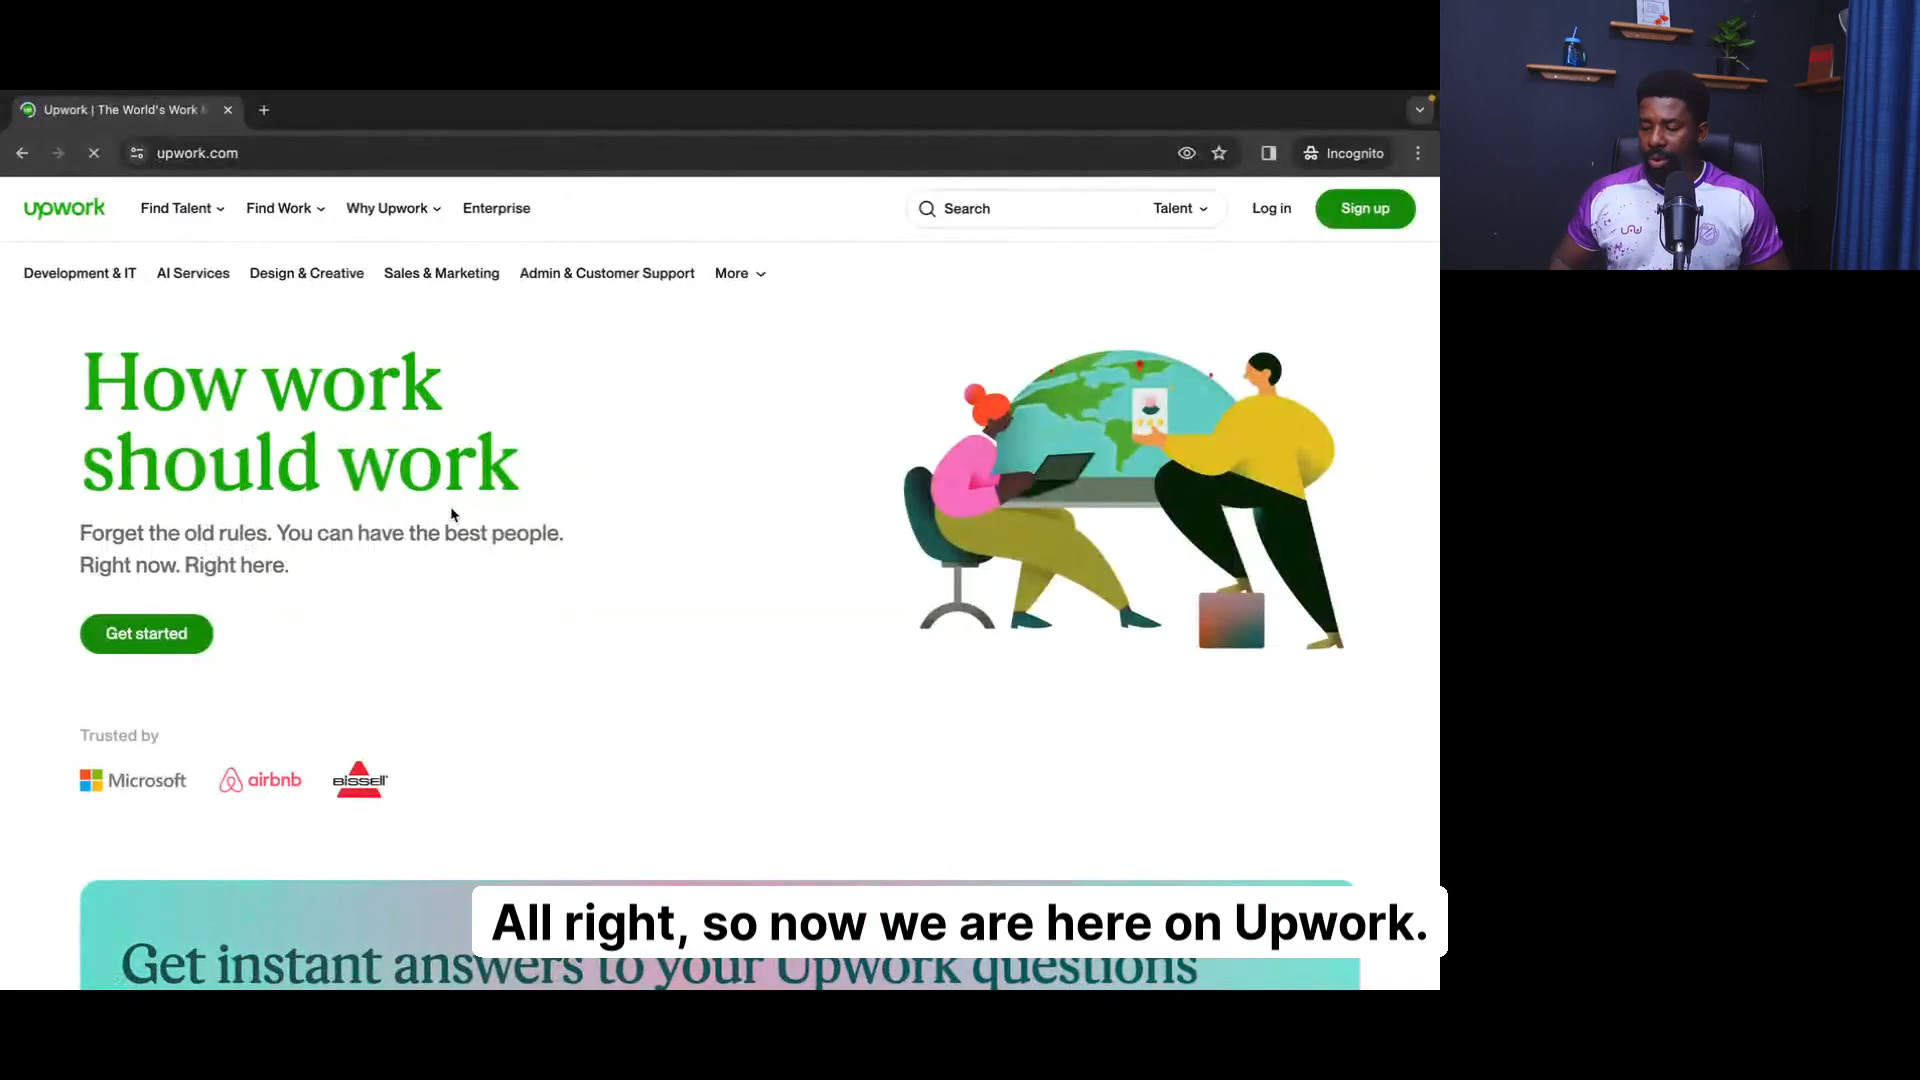 Upwork | The World's Work
upwork.com
Incognito
upwork
Find Talent
Find Work
Why Upwork
Enterprise
Search
Talent
Log in
Sign up
Development & IT
AI Services
Design & Creative
Sales & Marketing
Admin & Customer Support
More
How work
should work
Forget the old rules. You can have the best people.
Right now. Right here.
Get started
Trusted by
Microsoft
airbnb
BISSELL
All right, so now we are here on Upwork.
Get instant answers to your Upwork questions